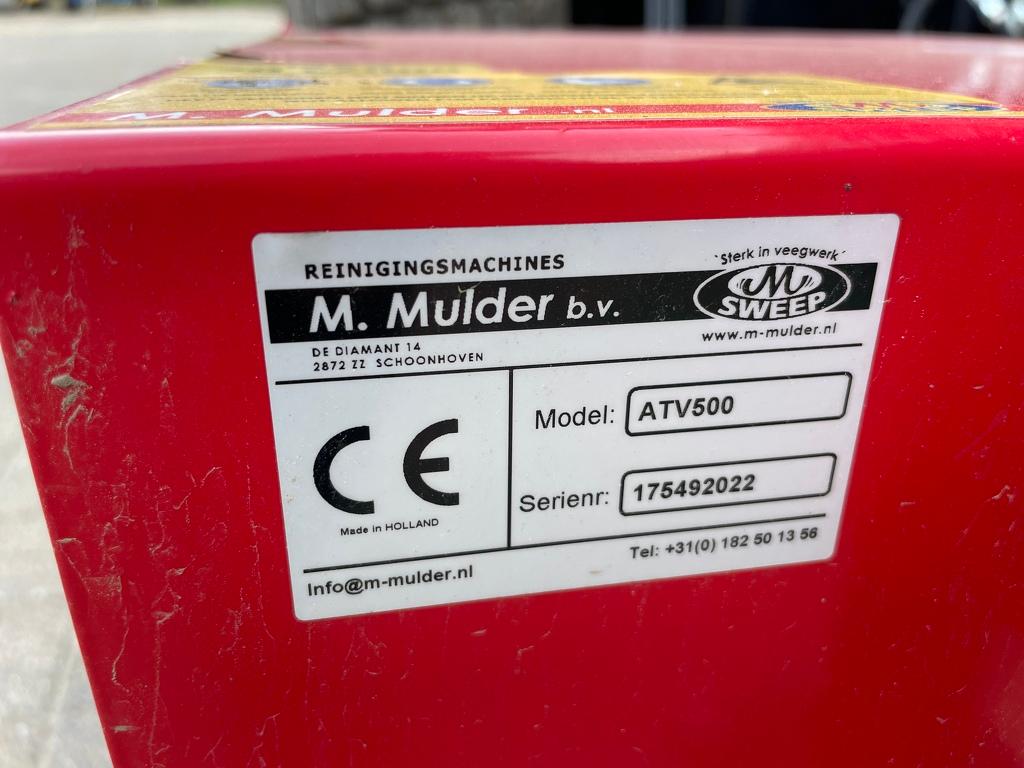 M. Mulder .nl
REINIGINGSMACHINES
M. Mulder b.v.
DE DIAMANT 14
2872 ZZ SCHOONHOVEN
'Sterk in veegwerk'
M
SWEEP
www.m-mulder.nl
CE
Made in HOLLAND
Model: ATV500
Serienr: 175492022
Info@m-mulder.nl
Tel: +31(0) 182 50 13 56